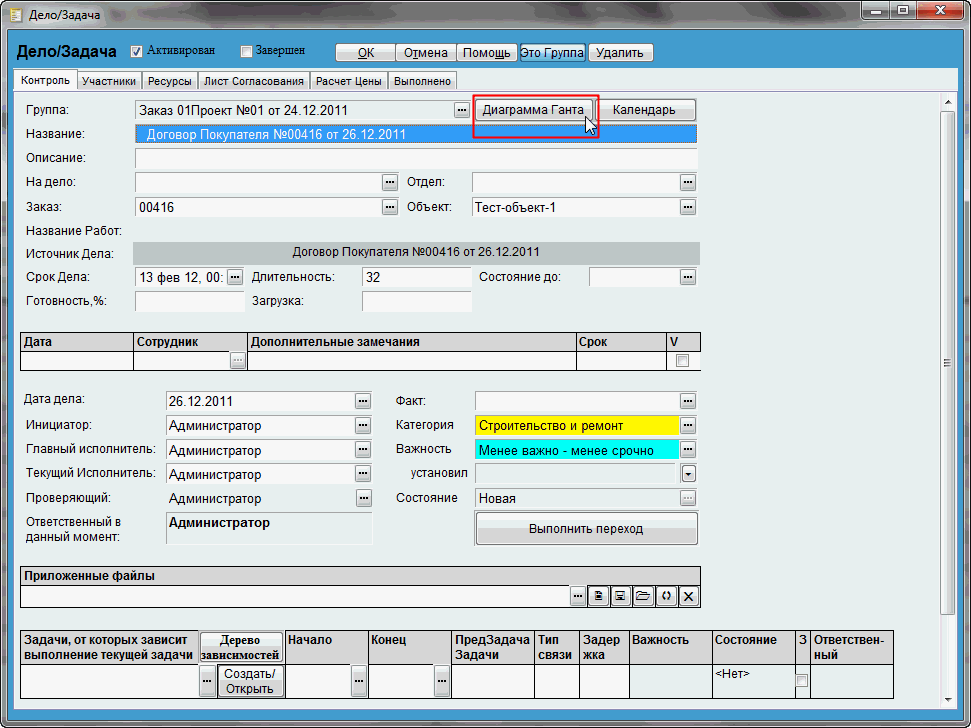 Дело/Задача
Дело/Задача Активирован Завершен OK Отмена Помощь Это Группа Удалить
Контроль Участники Ресурсы Лист Согласования Расчет Цены Выполнено
Группа: Заказ 01Проект №01 от 24.12.2011 ... Диаграмма Ганта Календарь
Название: Договор Покупателя №00416 от 26.12.2011
Описание:
На дело: ... Отдел: ...
Заказ: 00416 ... Объект: Тест-объект-1 ...
Название Работ:
Источник Дела: Договор Покупателя №00416 от 26.12.2011
Срок Дела: 13 фев 12, 00: ... Длительность: 32 Состояние до: ...
Готовность,%: Загрузка:
Дата Сотрудник Дополнительные замечания Срок V
...
Дата дела: 26.12.2011 ... Факт: ...
Инициатор: Администратор ... Категория Строительство и ремонт ...
Главный исполнитель: Администратор ... Важность Менее важно - менее срочно ...
Текущий Исполнитель: Администратор ... установил
Проверяющий: Администратор ... Состояние Новая ...
Ответственный в
данный момент:
Администратор
Выполнить переход
Приложенные файлы
...
Задачи, от которых зависит
выполнение текущей задачи
Дерево
зависимостей
Начало
Конец
ПредЗадача
Задачи
Тип
связи
Задер
жка
Важность
Состояние
З
Ответствен-
ный
...
Создать/
Открыть
...
...
<Нет>